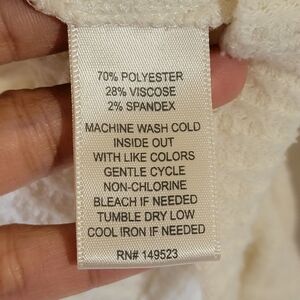 70% POLYESTER
28% VISCOSE
2% SPANDEX
MACHINE WASH COLD
INSIDE OUT
WITH LIKE COLORS
GENTLE CYCLE
NON-CHLORINE
BLEACH IF NEEDED
TUMBLE DRY LOW
COOL IRON IF NEEDED
RN# 149523